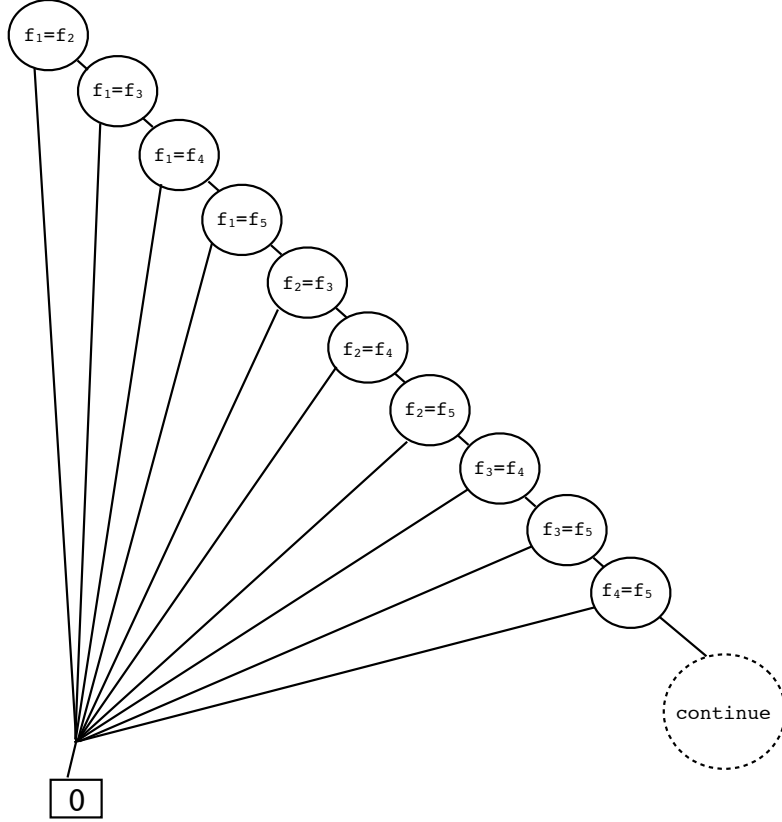 f₁=f₂
f₁=f₃
f₁=f₄
f₁=f₅
f₂=f₃
f₂=f₄
f₂=f₅
f₃=f₄
f₃=f₅
f₄=f₅
continue
0